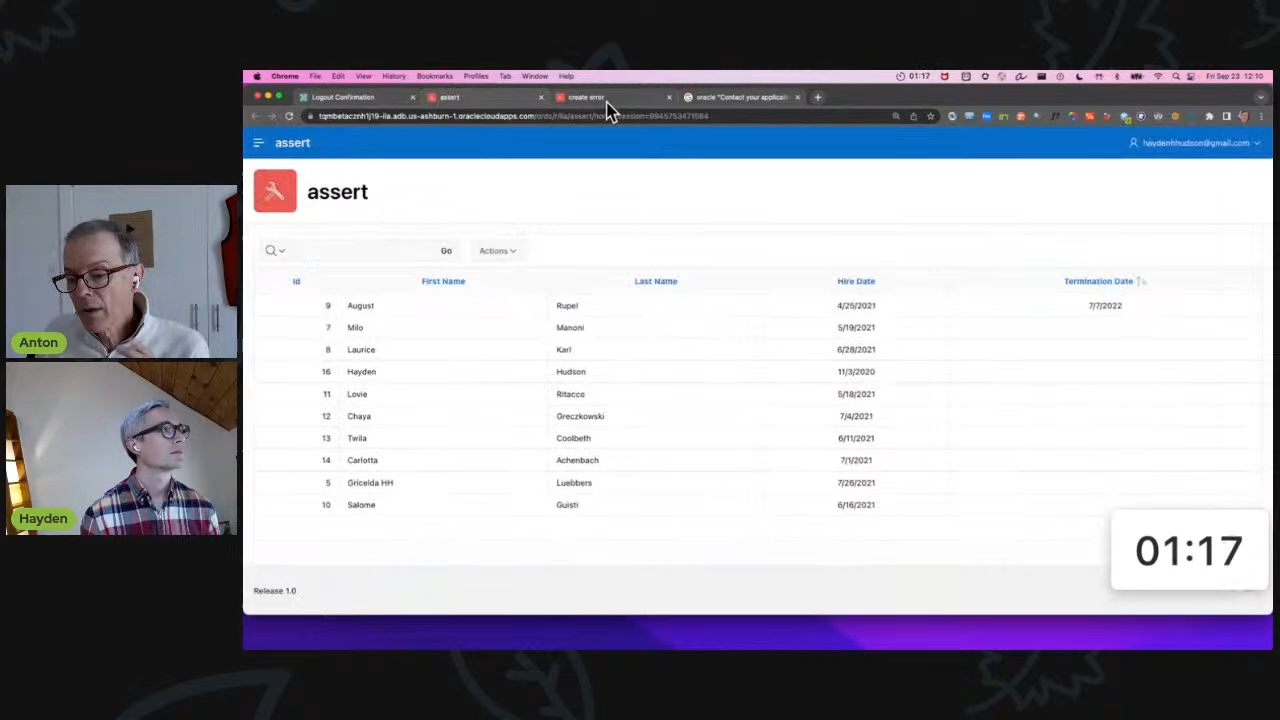 Chrome File Edit View History Bookmarks Profiles Tab Window Help 01:17 Fri Sep 23 12:10
Logout Confirmation assert create error oracle "Contact your applicati
assert haydenhhudson@gmail.com
assert
Go Actions
Id First Name Last Name Hire Date Termination Date
9 August Rupel 4/25/2021 7/7/2022
7 Milo Manoni 5/19/2021
8 Laurice Karl 6/28/2021
16 Hayden Hudson 11/3/2020
11 Lovie Ritacco 5/18/2021
12 Chaya Greczkowski 7/4/2021
13 Twila Coolbeth 6/11/2021
14 Carlotta Achenbach 7/1/2021
5 Gricelda HH Luebbers 7/26/2021
10 Salome Guisti 6/16/2021
Release 1.0
01:17
Anton
Hayden